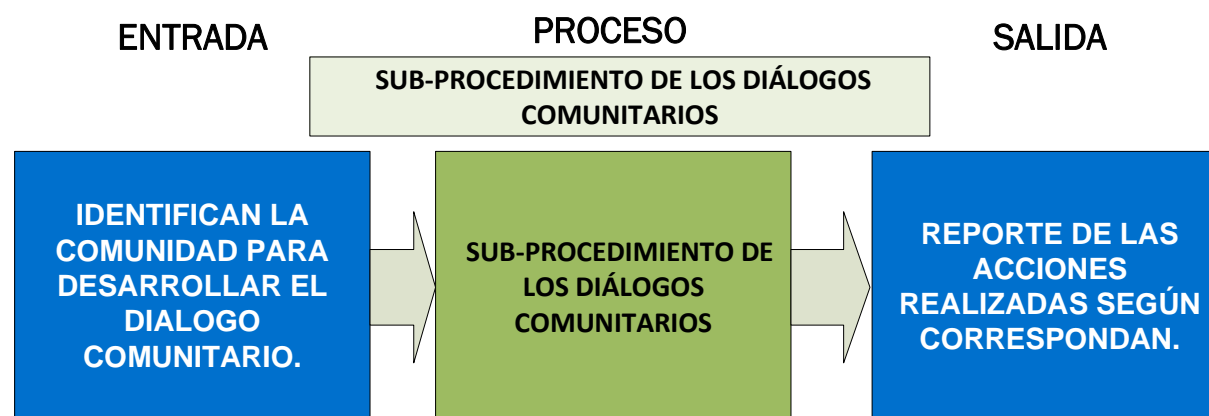 ENTRADA
PROCESO
SALIDA
SUB-PROCEDIMIENTO DE LOS DIÁLOGOS
COMUNITARIOS
IDENTIFICAN LA
COMUNIDAD PARA
DESARROLLAR EL
DIALOGO
COMUNITARIO.
SUB-PROCEDIMIENTO DE
LOS DIÁLOGOS
COMUNITARIOS
REPORTE DE LAS
ACCIONES
REALIZADAS SEGÚN
CORRESPONDAN.